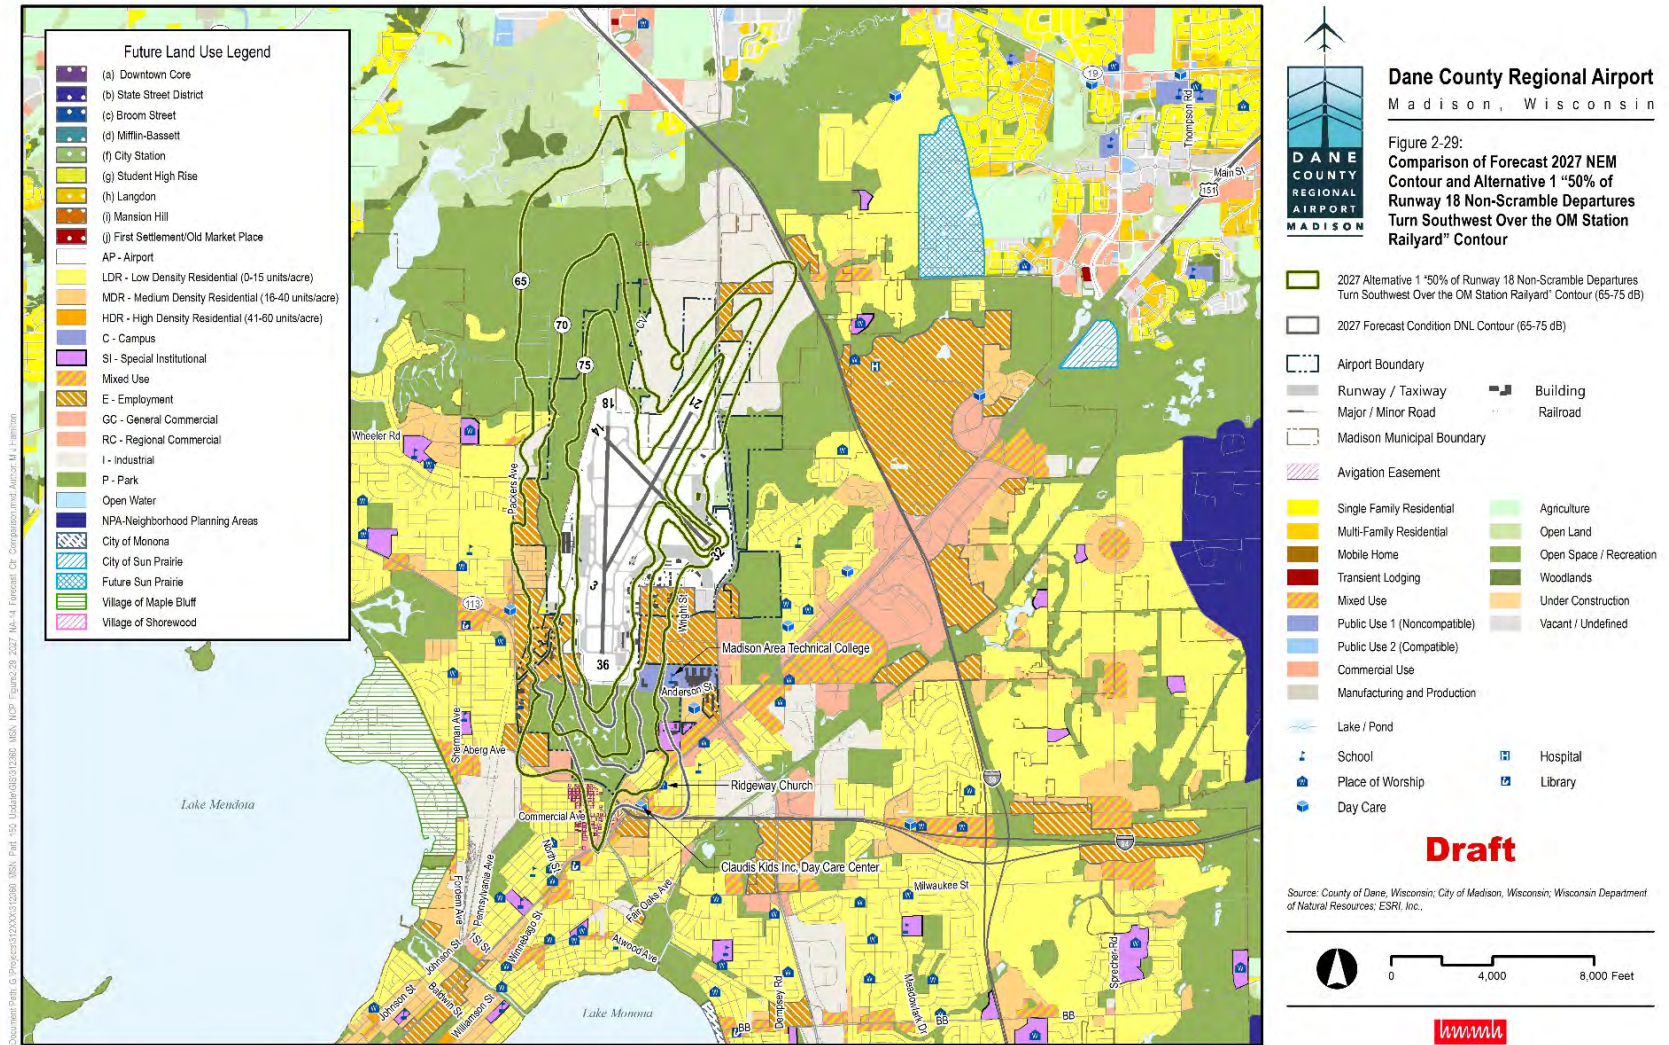 Future Land Use Legend
(a) Downtown Core
(b) State Street District
(c) Broom Street
(d) Mifflin-Bassett
(f) City Station
(g) Student High Rise
(h) Langdon
(i) Mansion Hill
(j) First Settlement/Old Market Place
AP - Airport
LDR - Low Density Residential (0-15 units/acre)
MDR - Medium Density Residential (16-40 units/acre)
HDR - High Density Residential (41-60 units/acre)
C - Campus
SI - Special Institutional
Mixed Use
E - Employment
GC - General Commercial
RC - Regional Commercial
I - Industrial
P - Park
Open Water
NPA-Neighborhood Planning Areas
City of Monona
City of Sun Prairie
Future Sun Prairie
Village of Maple Bluff
Village of Shorewood
19
Thompson Rd
Main St
151
65
70
75
CV
18
14
21
32
3
36
Wheeler Rd
Packers Ave
113
Wright St
Madison Area Technical College
Anderson St
Sherman Ave
Aberg Ave
Ridgeway Church
Commercial Ave
Lake Mendota
North St
Claudis Kids Inc, Day Care Center
Milwaukee St
Fordem Ave
Pennsylvania Ave
Fair Oaks Ave
1St St
Winnebago St
Atwood Ave
Johnson St
Johnson St
Baldwin St
Williamson St
Lake Monona
Dempsey Rd
Meadowlark Dr
Sprecher Rd
BB
BB
BB
DANE
COUNTY
REGIONAL
AIRPORT
MADISON
Dane County Regional Airport
Madison, Wisconsin
Figure 2-29:
Comparison of Forecast 2027 NEM
Contour and Alternative 1 “50% of
Runway 18 Non-Scramble Departures
Turn Southwest Over the OM Station
Railyard” Contour
2027 Alternative 1 “50% of Runway 18 Non-Scramble Departures
Turn Southwest Over the OM Station Railyard” Contour (65-75 dB)
2027 Forecast Condition DNL Contour (65-75 dB)
Airport Boundary
Runway / Taxiway
Building
Major / Minor Road
Railroad
Madison Municipal Boundary
Avigation Easement
Single Family Residential
Agriculture
Multi-Family Residential
Open Land
Mobile Home
Open Space / Recreation
Transient Lodging
Woodlands
Mixed Use
Under Construction
Public Use 1 (Noncompatible)
Vacant / Undefined
Public Use 2 (Compatible)
Commercial Use
Manufacturing and Production
Lake / Pond
School
Hospital
Place of Worship
Library
Day Care
Draft
Source: County of Dane, Wisconsin; City of Madison, Wisconsin; Wisconsin Department
of Natural Resources; ESRI, Inc.,
0 4,000 8,000 Feet
hmmh